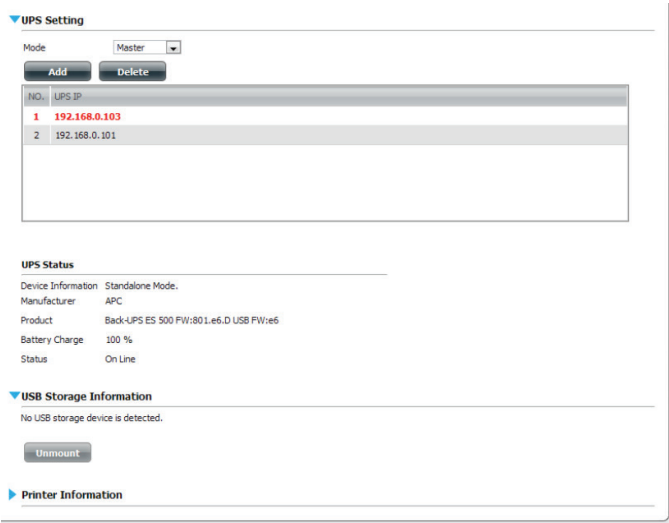 UPS Setting
Mode Master
Add Delete
NO. UPS IP
1 192.168.0.103
2 192.168.0.101
UPS Status
Device Information Standalone Mode.
Manufacturer APC
Product Back-UPS ES 500 FW:801.e6.D USB FW:e6
Battery Charge 100 %
Status On Line
USB Storage Information
No USB storage device is detected.
Unmount
Printer Information